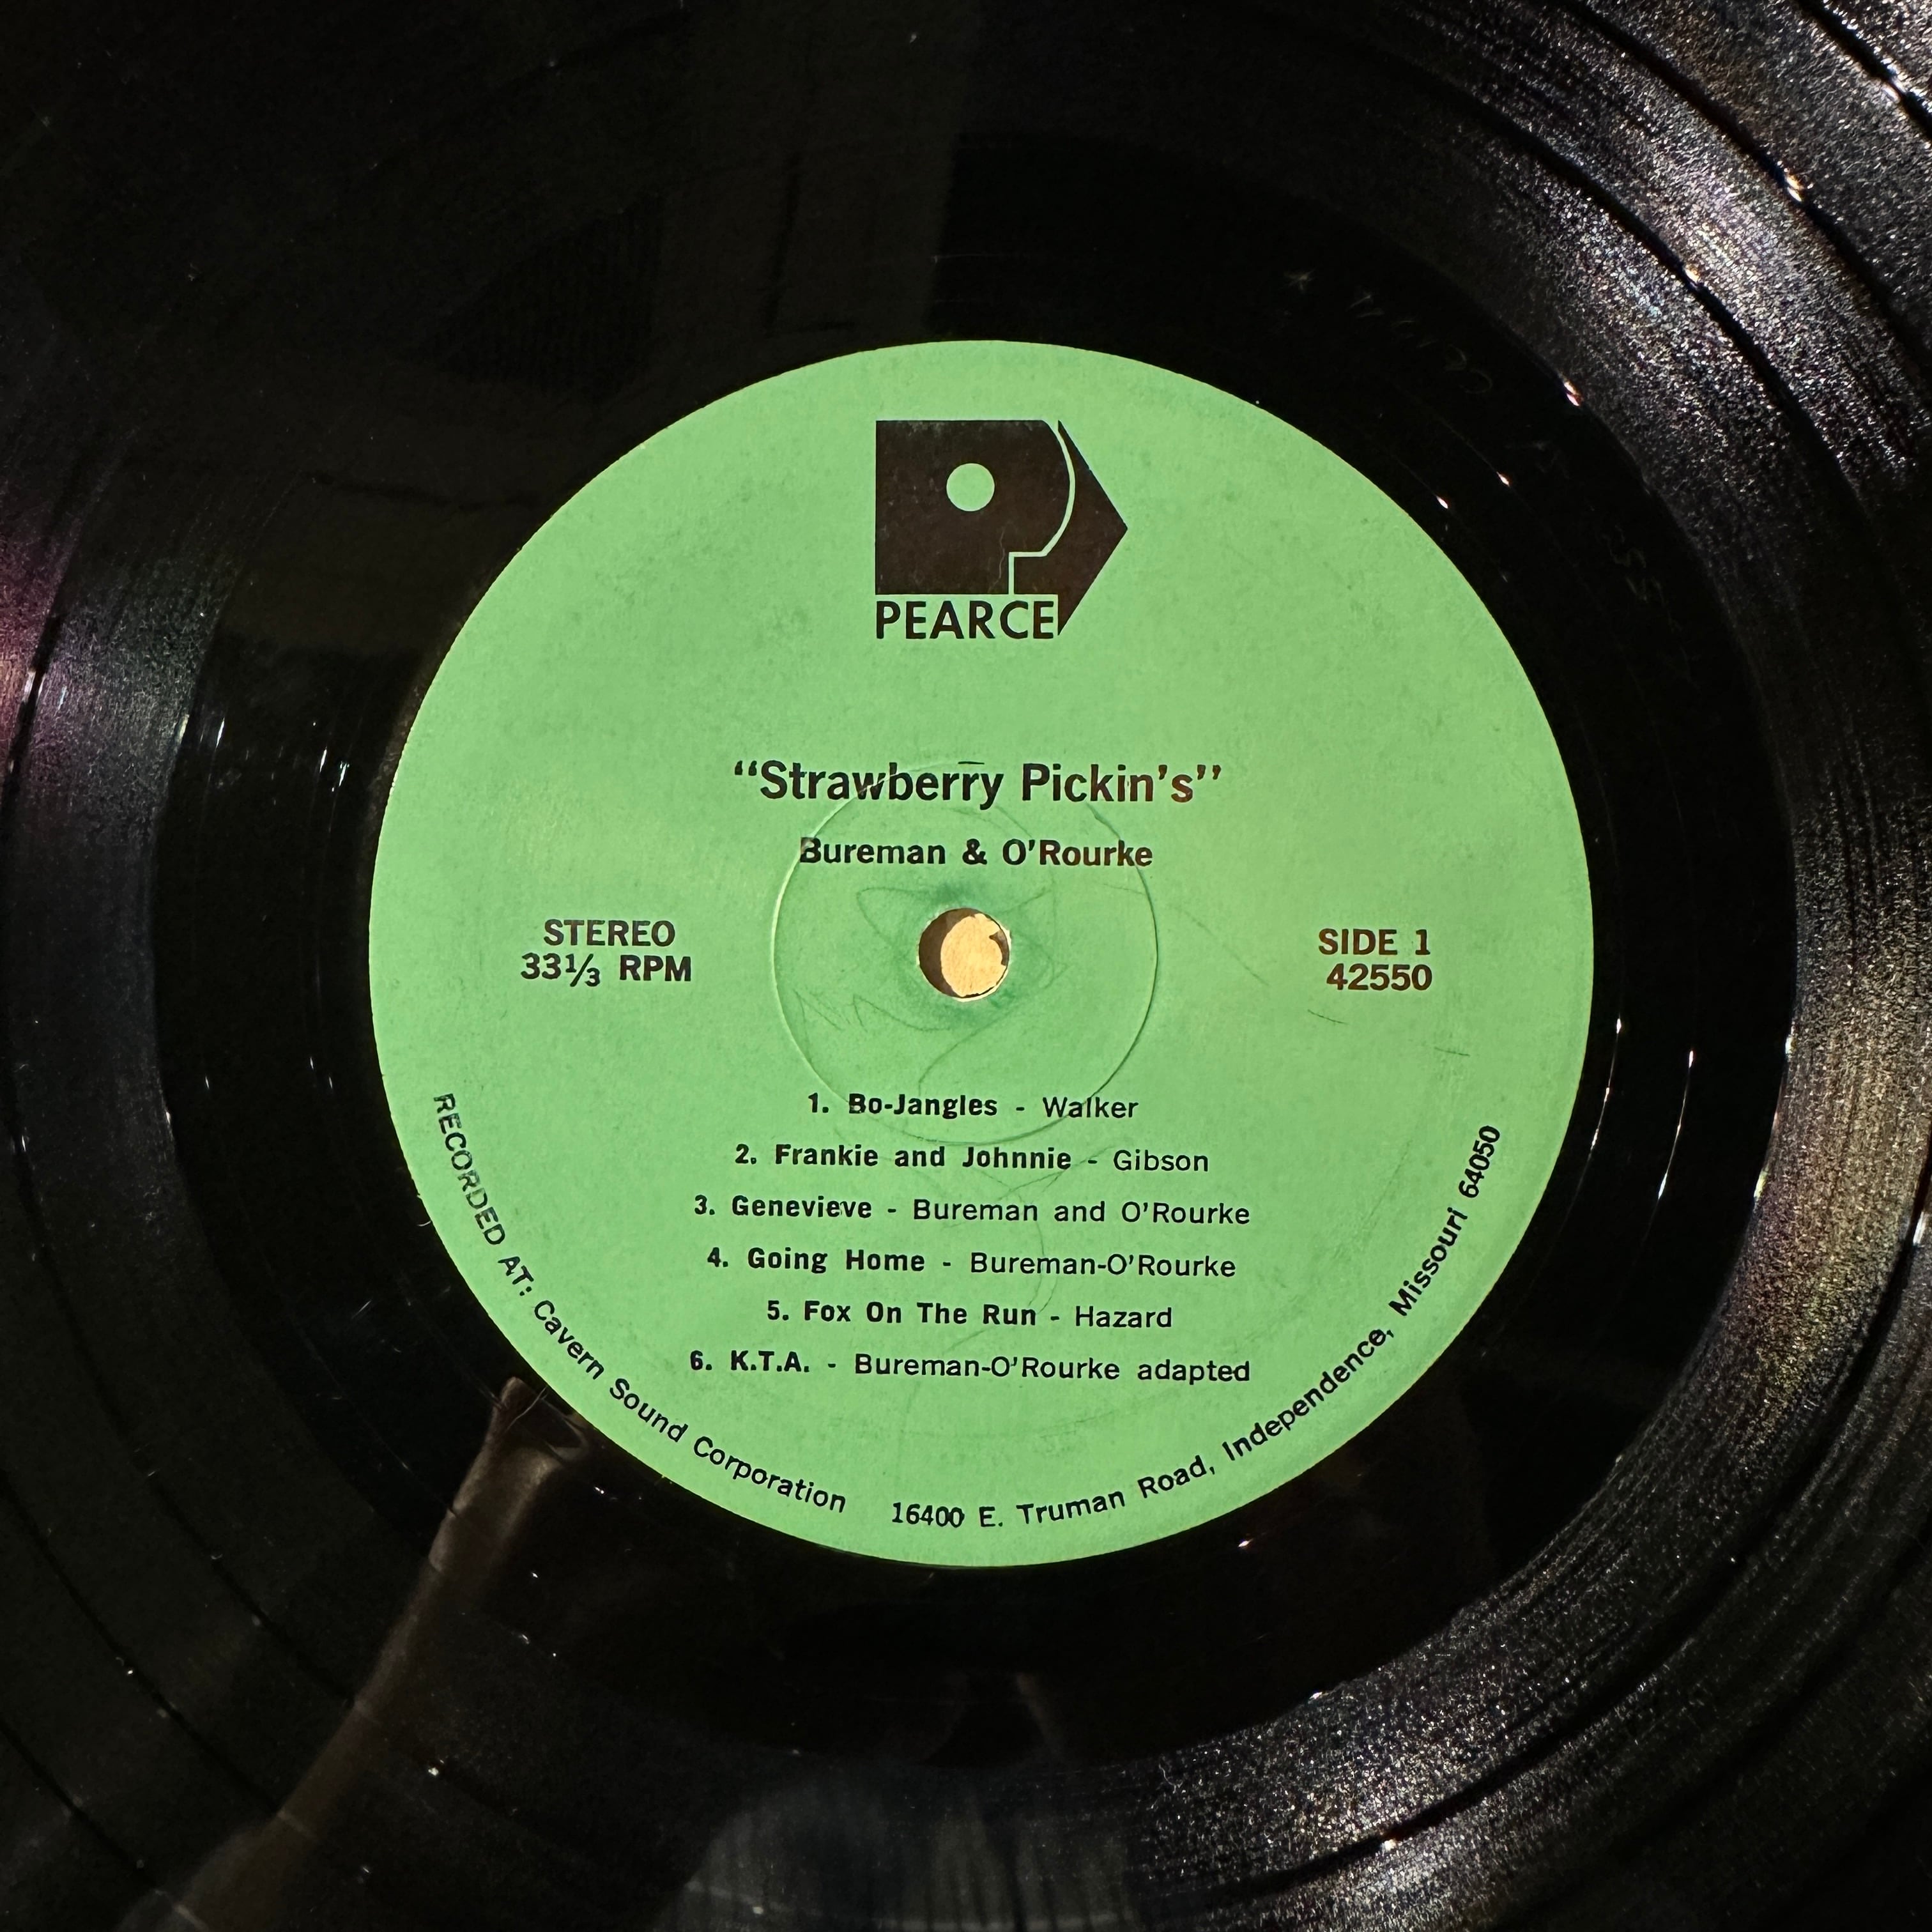 PEARCE
“Strawberry Pickin's”
Bureman & O'Rourke
STEREO
33⅓ RPM
SIDE 1
42550
1. Bo-Jangles - Walker
2. Frankie and Johnnie - Gibson
3. Genevieve - Bureman and O'Rourke
4. Going Home - Bureman-O'Rourke
5. Fox On The Run - Hazard
6. K.T.A. - Bureman-O'Rourke adapted
RECORDED AT: Cavern Sound Corporation 16400 E. Truman Road, Independence, Missouri 64050